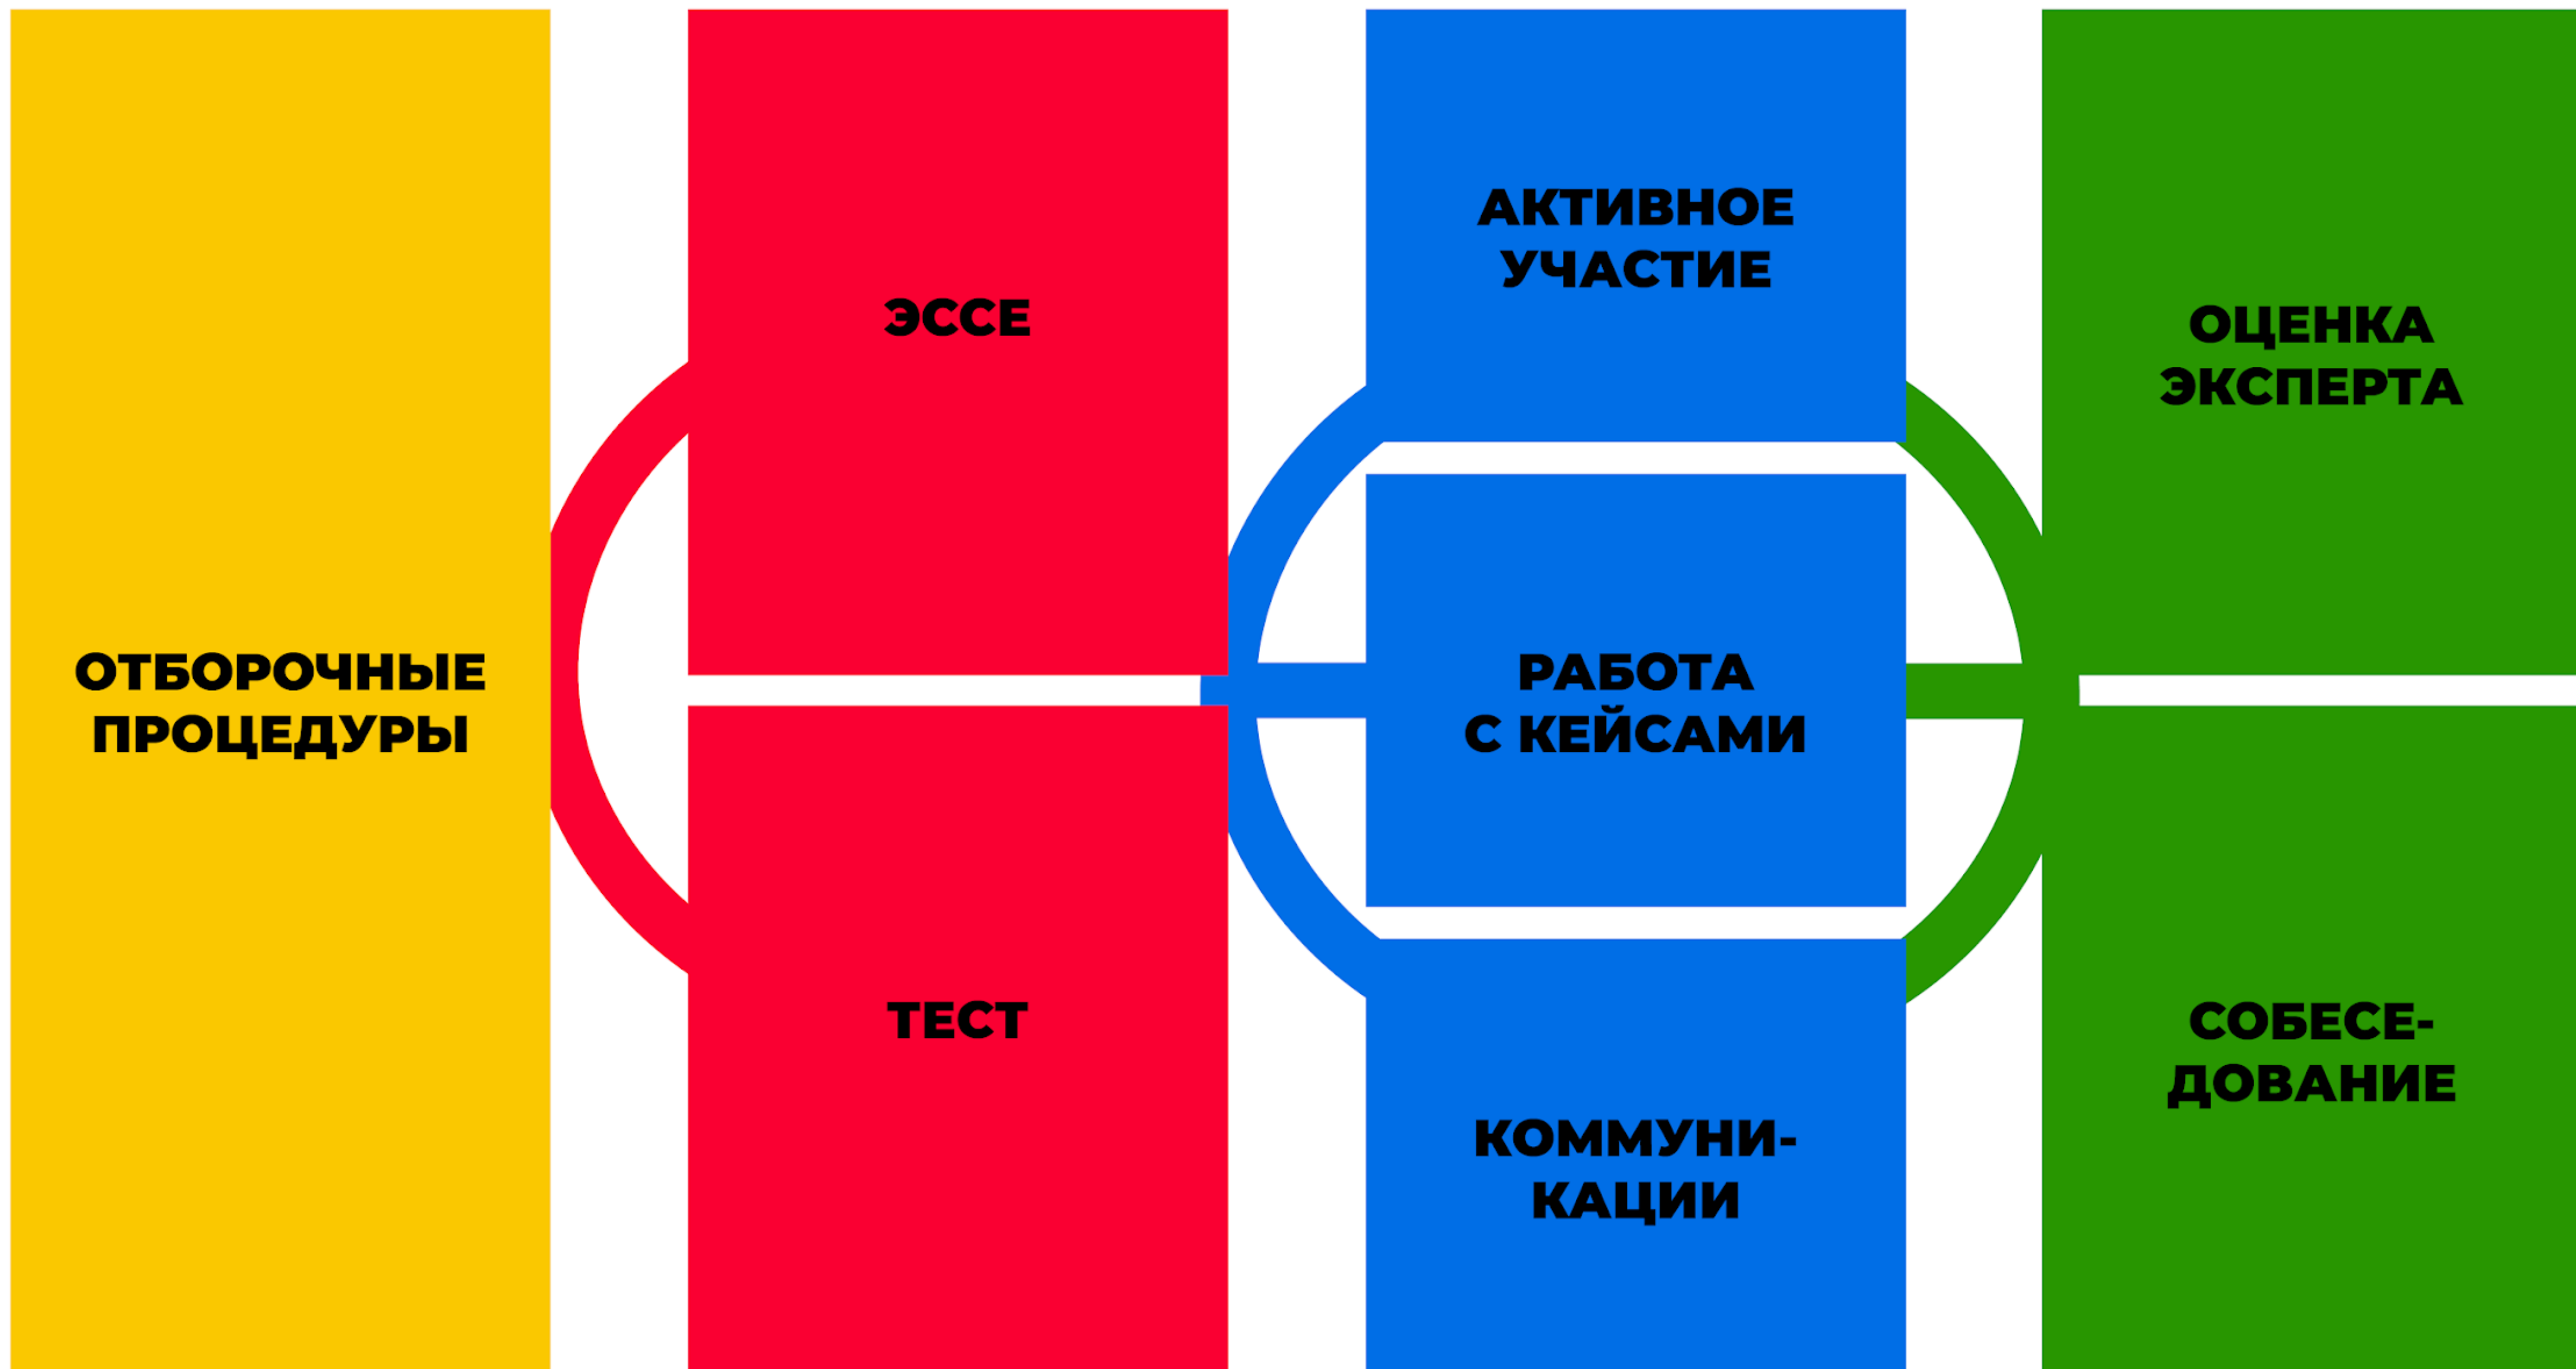 ОТБОРОЧНЫЕ
ПРОЦЕДУРЫ
ЭССЕ
ТЕСТ
АКТИВНОЕ
УЧАСТИЕ
РАБОТА
С КЕЙСАМИ
КОММУНИ-
КАЦИИ
ОЦЕНКА
ЭКСПЕРТА
СОБЕСЕ-
ДОВАНИЕ